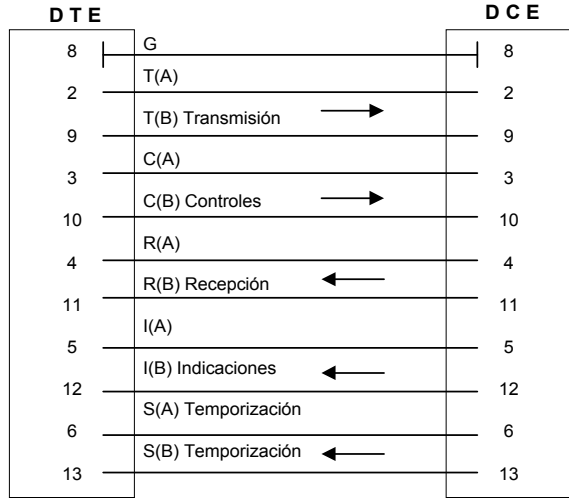 D T E D C E
G
8 8
T(A)
2 2
T(B) Transmisión
9 9
C(A)
3 3
C(B) Controles
10 10
R(A)
4 4
R(B) Recepción
11 11
I(A)
5 5
I(B) Indicaciones
12 12
S(A) Temporización
6 6
S(B) Temporización
13 13